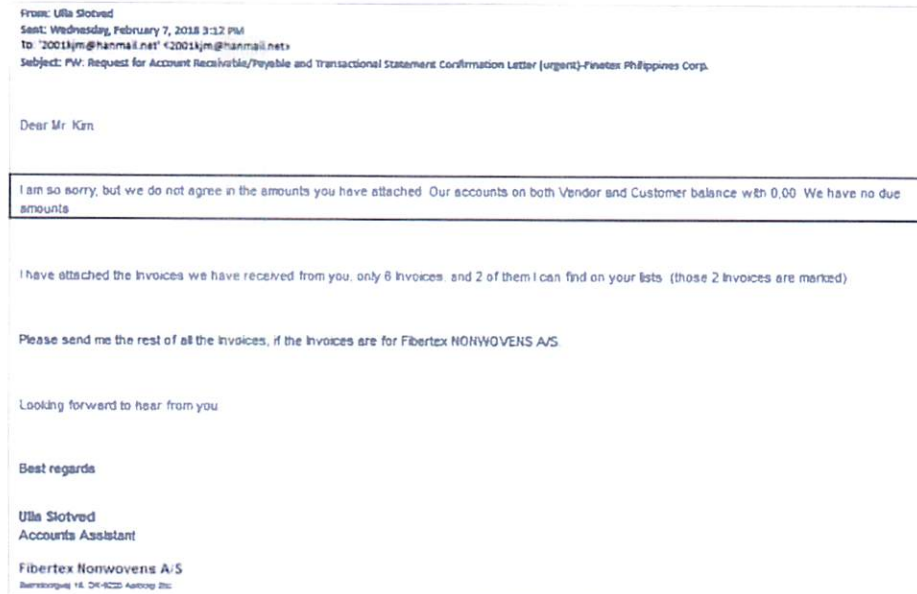 From: Ulla Slotved
Sent: Wednesday, February 7, 2018 3:12 PM
To: '2001kjm@hanmail.net' <2001kjm@hanmail.net>
Subject: FW: Request for Account Receivable/Payable and Transactional Statement Confirmation Letter (urgent)-Finetex Philippines Corp.
Dear Mr. Kim
I am so sorry, but we do not agree in the amounts you have attached Our accounts on both Vendor and Customer balance with 0,00 We have no due
amounts
I have attached the Invoices we have received from you, only 6 Invoices, and 2 of them I can find on your lists (those 2 Invoices are marked)
Please send me the rest of all the Invoices, if the Invoices are for Fibertex NONWOVENS A/S
Looking forward to hear from you
Best regards
Ulla Slotved
Accounts Assistant
Fibertex Nonwovens A/S